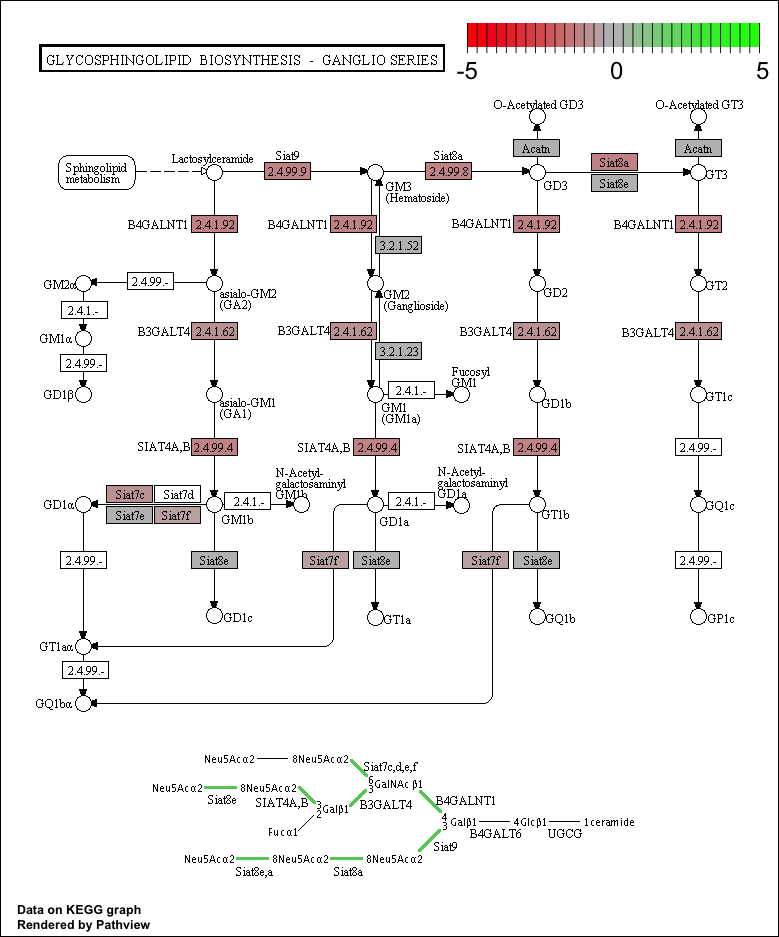 GLYCOSPHINGOLIPID BIOSYNTHESIS - GANGLIO SERIES
-5 0 5
O-Acetylated GD3 O-Acetylated GT3
Acatn Acatn
Sphingolipid
metabolism
Lactosylceramide
Siat9
2.4.99.9
GM3
(Hematoside)
Siat8a
2.4.99.8
GD3
Siat8a
Siat8e
GT3
B4GALNT1 2.4.1.92 B4GALNT1 2.4.1.92 B4GALNT1 2.4.1.92 B4GALNT1 2.4.1.92
3.2.1.52
GM2α 2.4.99.- asialo-GM2
(GA2)
GM2
(Ganglioside)
GD2 GT2
2.4.1.-
GM1α
B3GALT4 2.4.1.62 B3GALT4 2.4.1.62 B3GALT4 2.4.1.62 B3GALT4 2.4.1.62
3.2.1.23
2.4.99.-
GD1β
asialo-GM1
(GA1)
GM1
(GM1a)
2.4.1.-
Fucosyl
GM1
GD1b GT1c
SIAT4A,B 2.4.99.4 SIAT4A,B 2.4.99.4 SIAT4A,B 2.4.99.4 2.4.99.-
N-Acetyl-
galactosaminyl
GM1b
N-Acetyl-
galactosaminyl
GD1a
Siat7c Siat7d
Siat7e Siat7f
GD1α GM1b 2.4.1.- GD1a 2.4.1.- GT1b GQ1c
2.4.99.- Siat8e Siat7f Siat8e Siat7f Siat8e 2.4.99.-
GD1c GT1a GQ1b GP1c
GT1aα
2.4.99.-
GQ1bα
Neu5Acα2 8Neu5Acα2
Siat7c,d,e,f
6
3 GalNAcβ1
Neu5Acα2 8Neu5Acα2
Siat8e SIAT4A,B
3
2 Galβ1
B3GALT4 B4GALNT1
Fucα1
4
3 Galβ1 4Glcβ1 1ceramide
B4GALT6 UGCG
Siat9
Neu5Acα2 8Neu5Acα2 8Neu5Acα2
Siat8e,a Siat8a
Data on KEGG graph
Rendered by Pathview